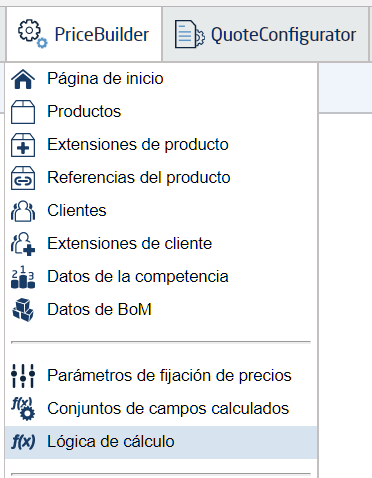 PriceBuilder QuoteConfigurator
Página de inicio
Productos
Extensiones de producto
Referencias del producto
Clientes
Extensiones de cliente
Datos de la competencia
Datos de BoM
Parámetros de fijación de precios
Conjuntos de campos calculados
f(x) Lógica de cálculo